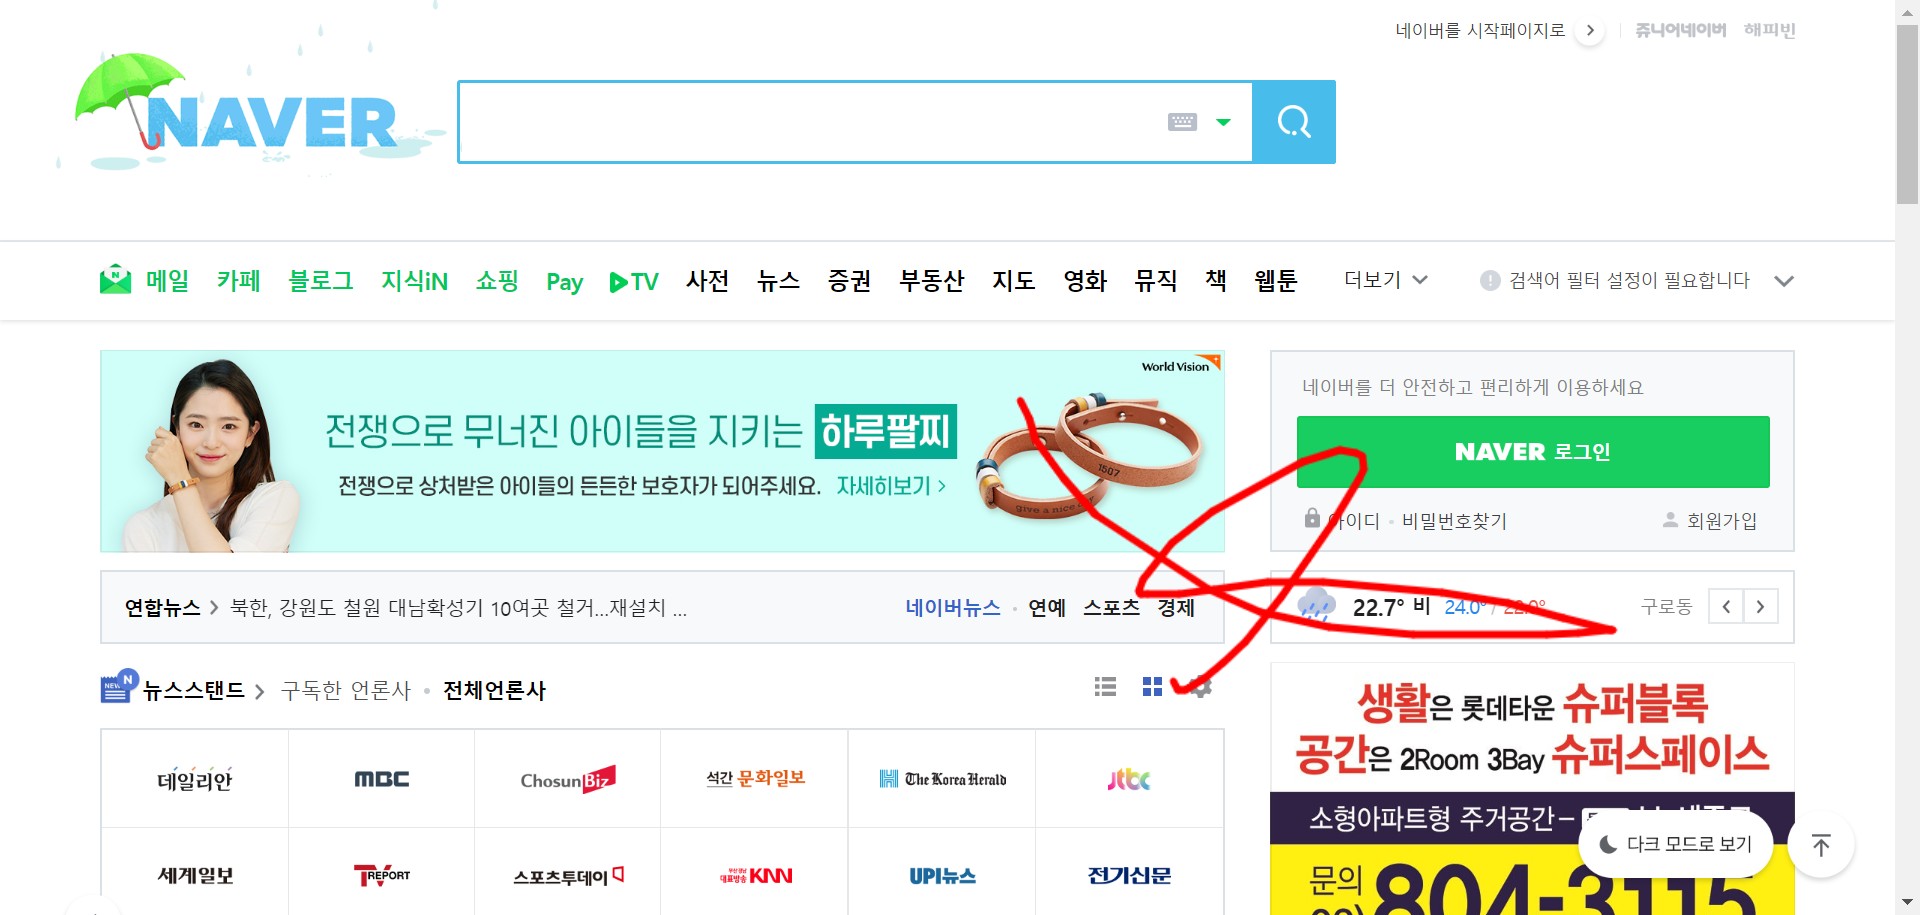 네이버를 시작페이지로
쥬니어네이버 해피빈
NAVER
N 메일 카페 블로그 지식iN 쇼핑 Pay TV 사전 뉴스 증권 부동산 지도 영화 뮤직 책 웹툰 더보기
검색어 필터 설정이 필요합니다
World Vision
전쟁으로 무너진 아이들을 지키는 하루팔찌
전쟁으로 상처받은 아이들의 든든한 보호자가 되어주세요. 자세히보기 >
1507
give a nice
네이버를 더 안전하고 편리하게 이용하세요
NAVER 로그인
아이디 비밀번호찾기 회원가입
연합뉴스 > 북한, 강원도 철원 대남확성기 10여곳 철거...재설치 ...
네이버뉴스 연예 스포츠 경제
22.7° 비 24.0° / 22.0° 구로동
NEWS N 뉴스스탠드 > 구독한 언론사 전체언론사
데일리안 MBC ChosunBiz 석간 문화일보 The Korea Herald jtbc
세계일보 TV REPORT 스포츠투데이 부산경남 대표방송 KNN UPI뉴스 전기신문
생활은 롯데타운 슈퍼블록
공간은 2Room 3Bay 슈퍼스페이스
소형아파트형 주거공간–
다크 모드로 보기
문의
804-3115